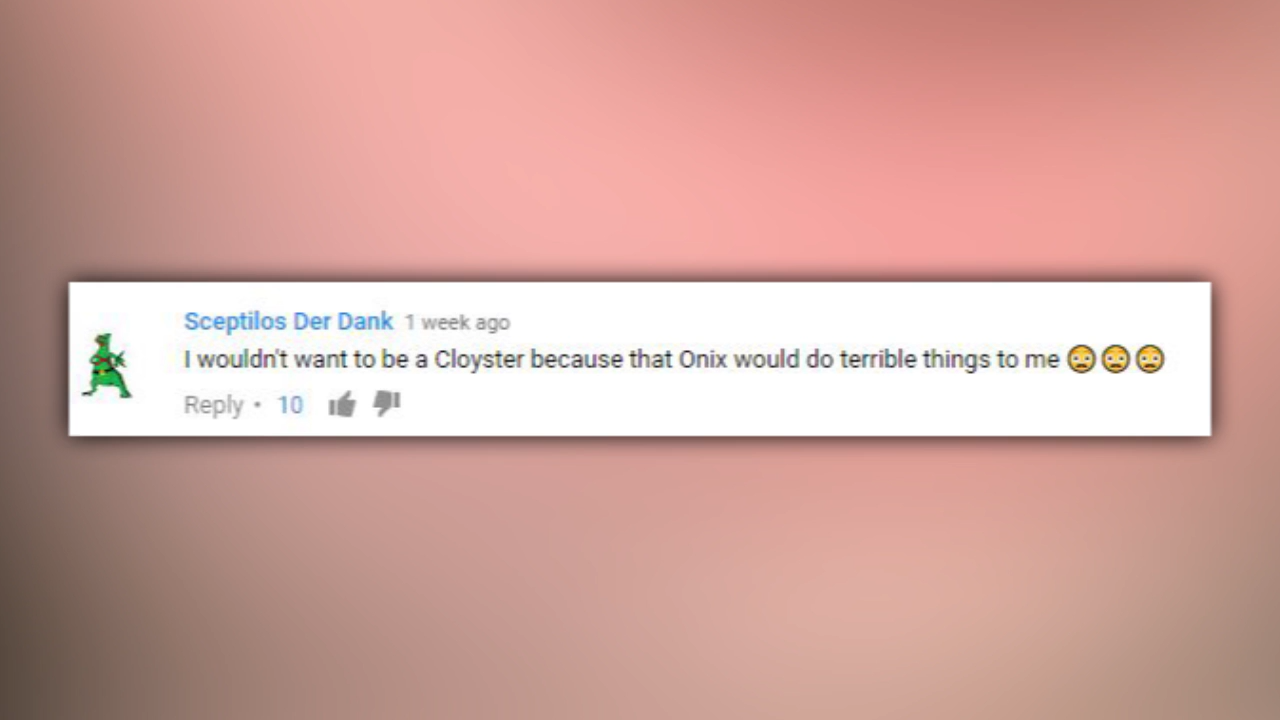 Sceptilos Der Dank 1 week ago
I wouldn't want to be a Cloyster because that Onix would do terrible things to me 😳😳😳
Reply • 10